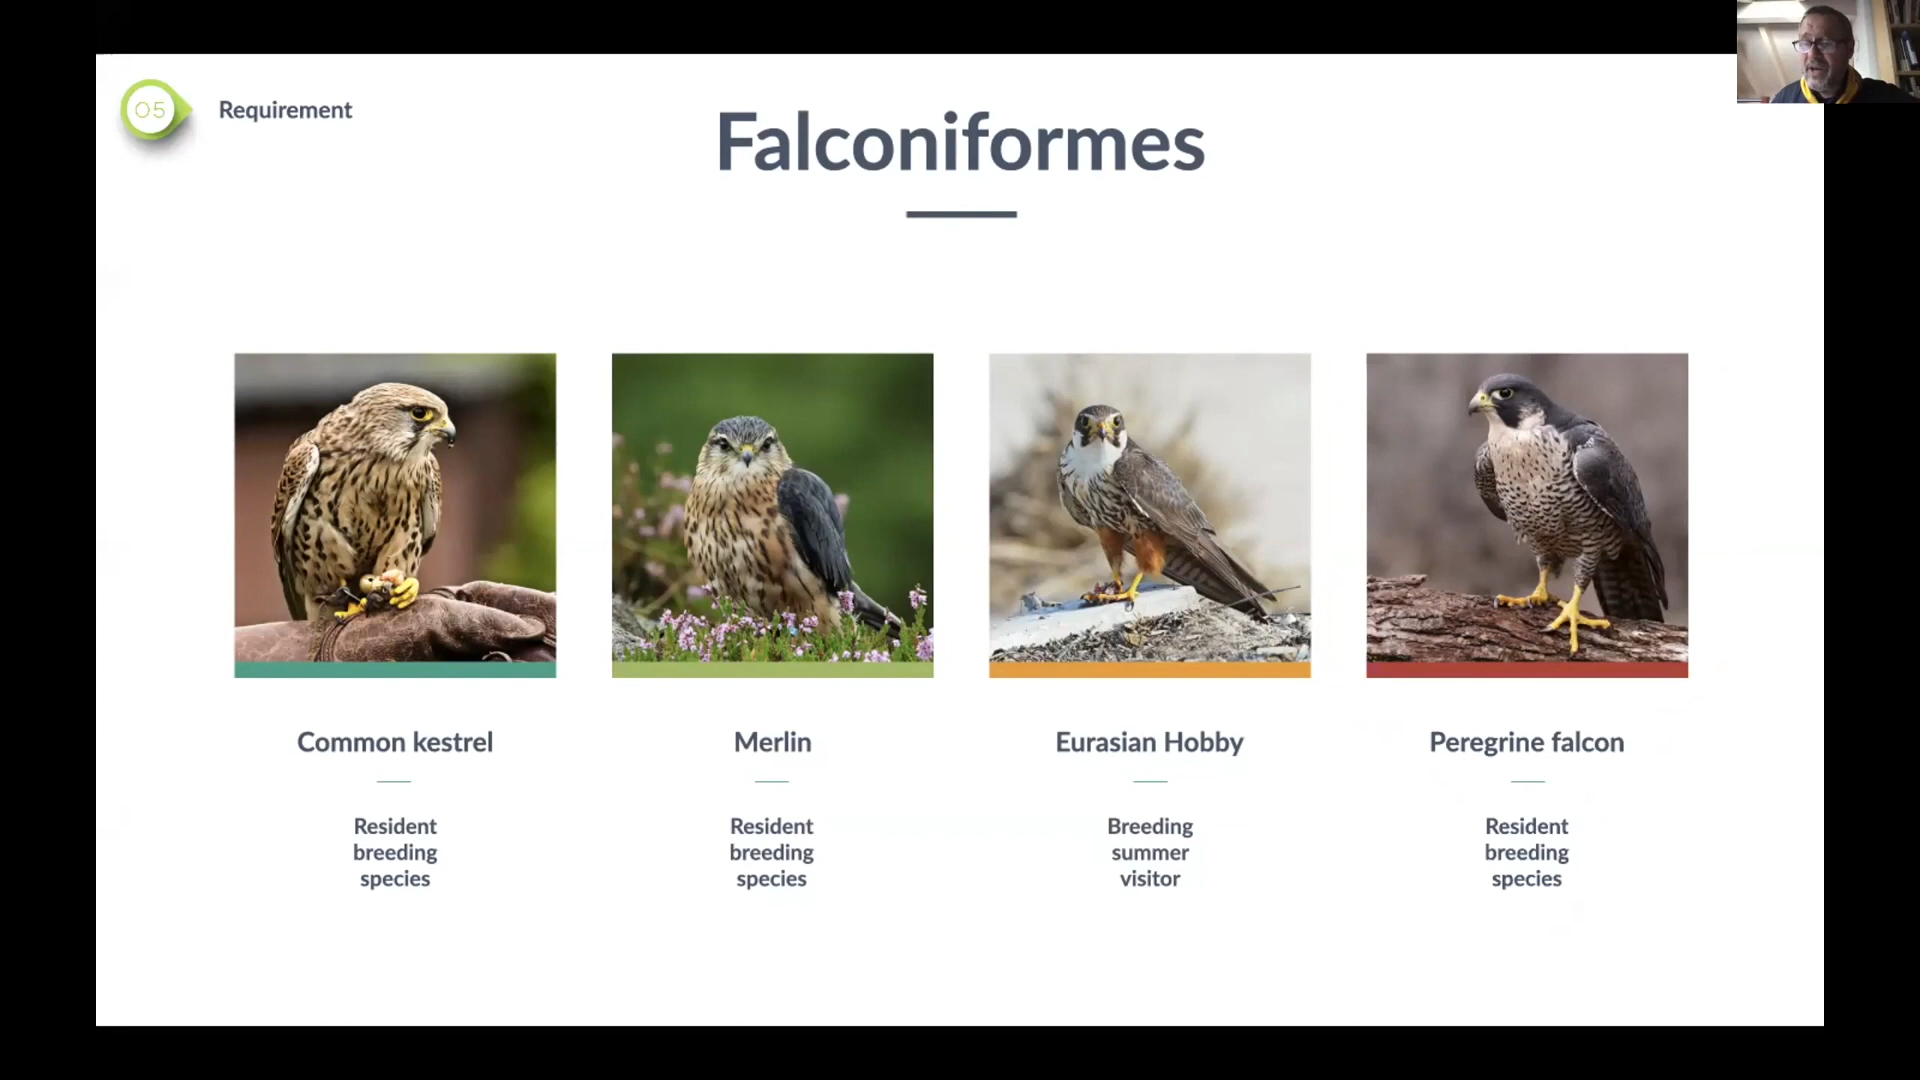 05
Requirement
Falconiformes
Common kestrel
Resident
breeding
species
Merlin
Resident
breeding
species
Eurasian Hobby
Breeding
summer
visitor
Peregrine falcon
Resident
breeding
species